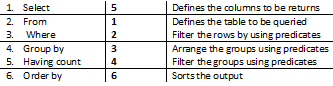 1. Select 5 Defines the columns to be returns
2. From 1 Defines the table to be queried
3. Where 2 Filter the rows by using predicates
4. Group by 3 Arrange the groups using predicates
5. Having count 4 Filter the groups using predicates
6. Order by 6 Sorts the output